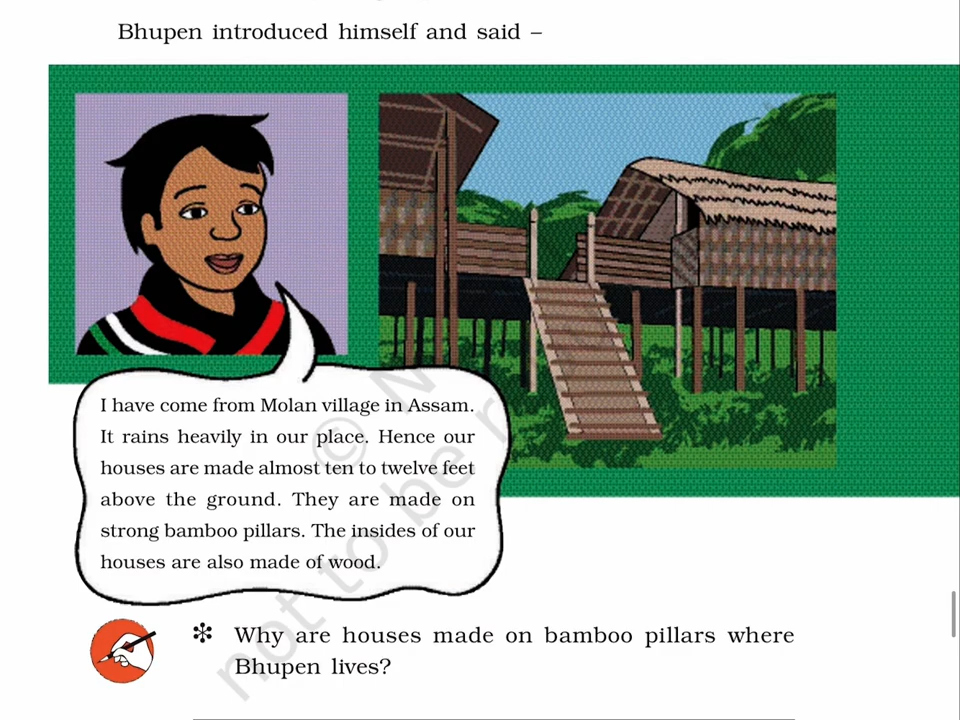 Bhupen introduced himself and said –
I have come from Molan village in Assam.
It rains heavily in our place. Hence our
houses are made almost ten to twelve feet
above the ground. They are made on
strong bamboo pillars. The insides of our
houses are also made of wood.
❇ Why are houses made on bamboo pillars where
Bhupen lives?
© N
not to be r